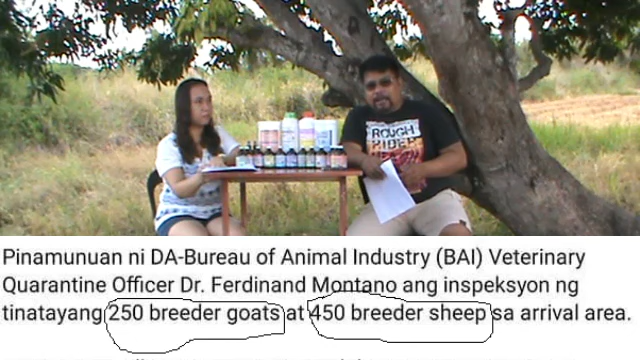 ROUGH
RIDER
Pinamunuan ni DA-Bureau of Animal Industry (BAI) Veterinary
Quarantine Officer Dr. Ferdinand Montano ang inspeksyon ng
tinatayang 250 breeder goats at 450 breeder sheep sa arrival area.